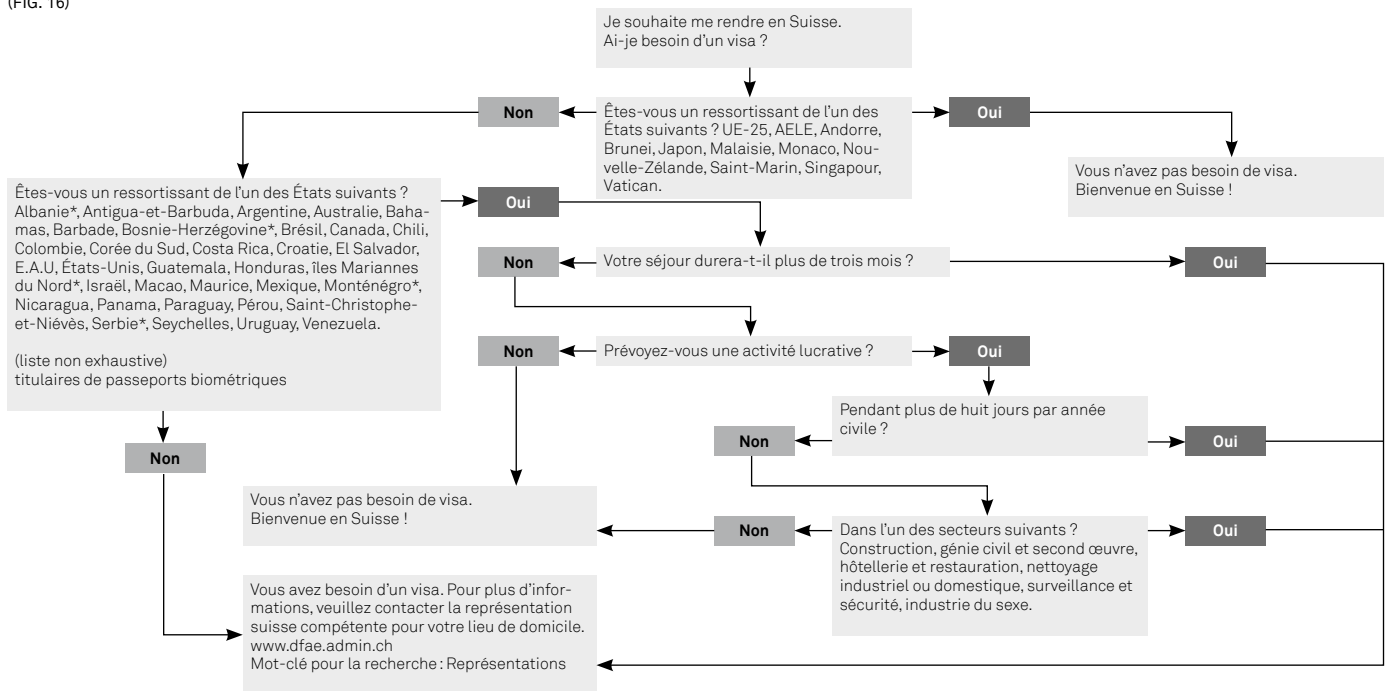 (FIG. 16)
Je souhaite me rendre en Suisse.
Ai-je besoin d'un visa ?
Non
Êtes-vous un ressortissant de l'un des
États suivants ? UE-25, AELE, Andorre,
Brunei, Japon, Malaisie, Monaco, Nou-
velle-Zélande, Saint-Marin, Singapour,
Vatican.
Oui
Vous n'avez pas besoin de visa.
Bienvenue en Suisse !
Êtes-vous un ressortissant de l'un des États suivants ?
Albanie*, Antigua-et-Barbuda, Argentine, Australie, Baha-
mas, Barbade, Bosnie-Herzégovine*, Brésil, Canada, Chili,
Colombie, Corée du Sud, Costa Rica, Croatie, El Salvador,
E.A.U, États-Unis, Guatemala, Honduras, îles Mariannes
du Nord*, Israël, Macao, Maurice, Mexique, Monténégro*,
Nicaragua, Panama, Paraguay, Pérou, Saint-Christophe-
et-Niévès, Serbie*, Seychelles, Uruguay, Venezuela.
(liste non exhaustive)
titulaires de passeports biométriques
Oui
Non
Votre séjour durera-t-il plus de trois mois ?
Oui
Non
Prévoyez-vous une activité lucrative ?
Oui
Pendant plus de huit jours par année
civile ?
Non
Oui
Non
Vous n'avez pas besoin de visa.
Bienvenue en Suisse !
Non
Dans l'un des secteurs suivants ?
Construction, génie civil et second œuvre,
hôtellerie et restauration, nettoyage
industriel ou domestique, surveillance et
sécurité, industrie du sexe.
Oui
Vous avez besoin d'un visa. Pour plus d'infor-
mations, veuillez contacter la représentation
suisse compétente pour votre lieu de domicile.
www.dfae.admin.ch
Mot-clé pour la recherche : Représentations